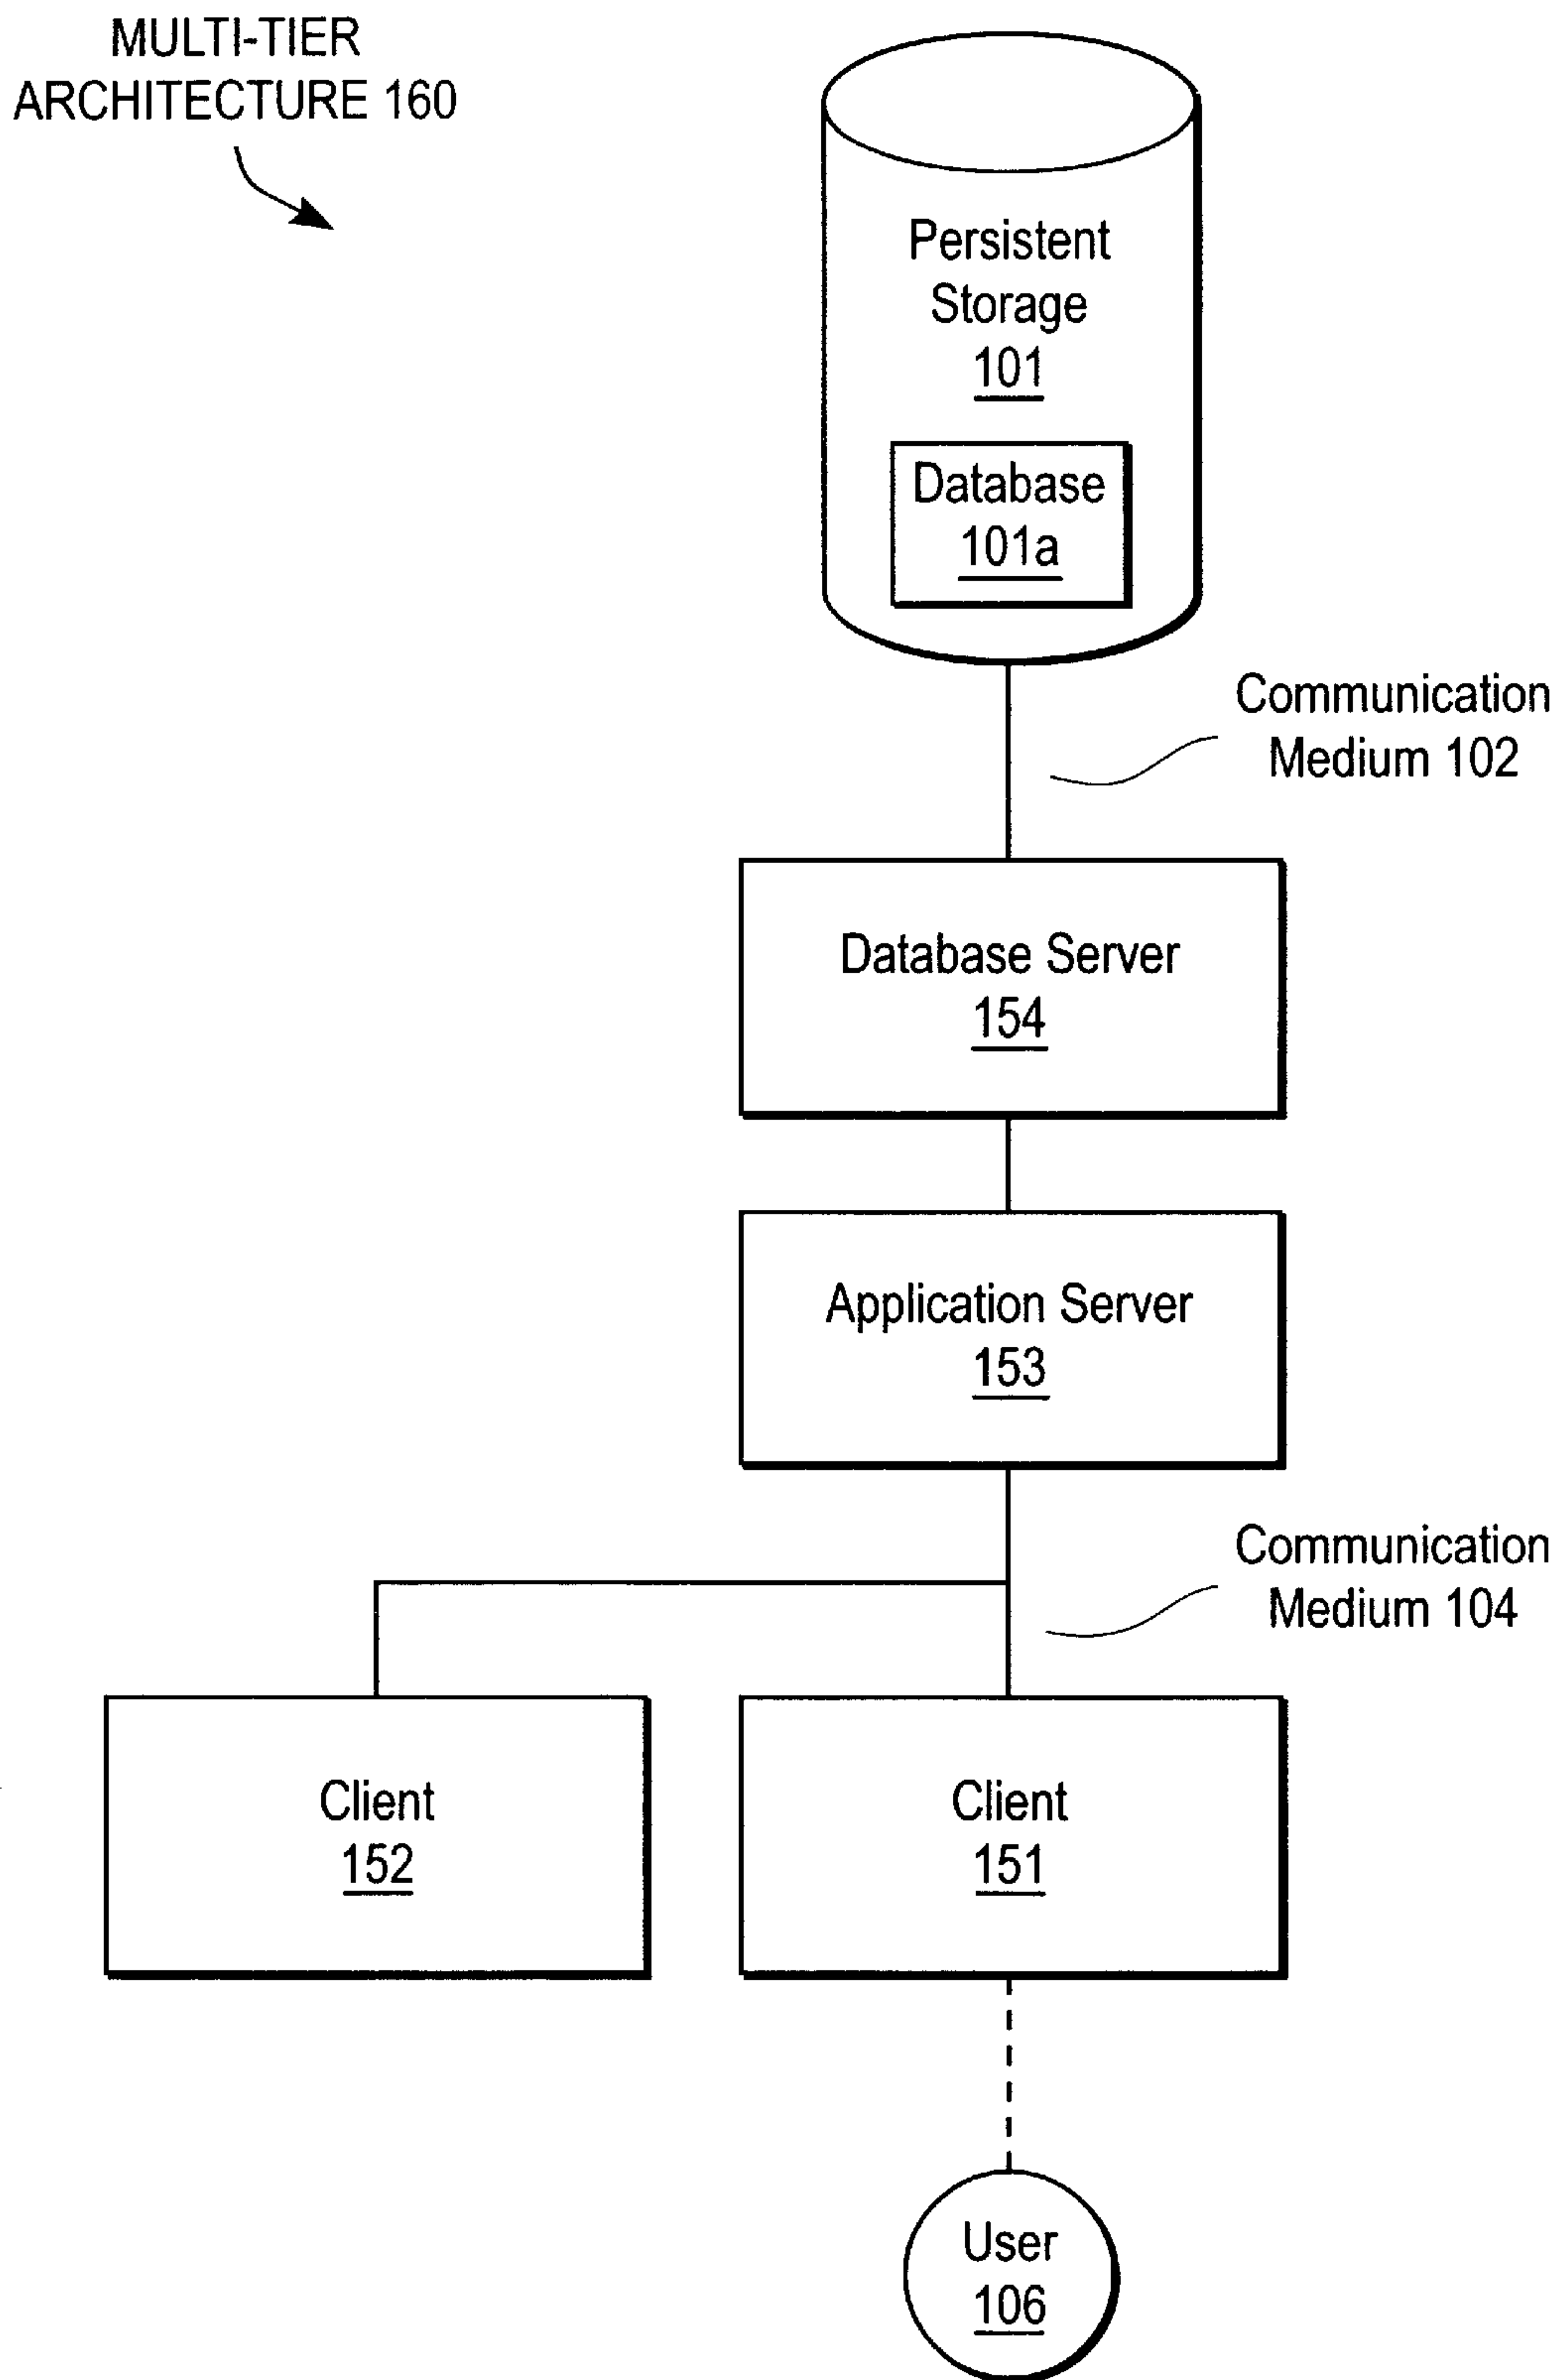 MULTI-TIER
ARCHITECTURE 160
Persistent
Storage
101
Database
101a
Communication
Medium 102
Database Server
154
Application Server
153
Communication
Medium 104
Client
152
Client
151
User
106